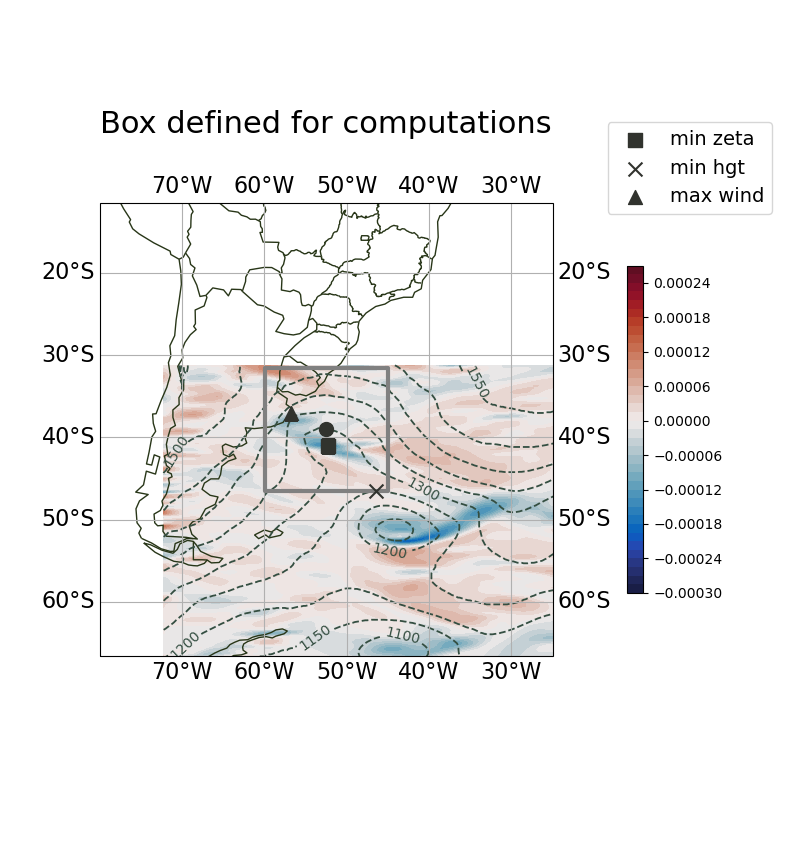 Box defined for computations
min zeta
min hgt
max wind
70°W 60°W 50°W 40°W 30°W
20°S 20°S
30°S 30°S
40°S 40°S
50°S 50°S
60°S 60°S
70°W 60°W 50°W 40°W 30°W
1550
1500
1300
1200
1200
1150
1100
0.00024
0.00018
0.00012
0.00006
0.00000
−0.00006
−0.00012
−0.00018
−0.00024
−0.00030